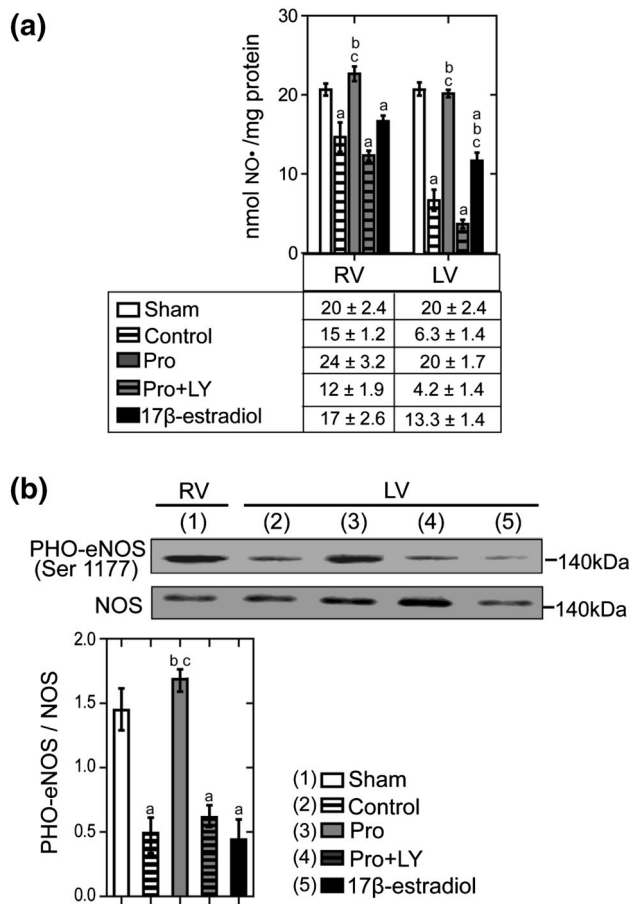 (a)
30
20
10
0
nmol NO• /mg protein
b
c
a
a
a
b
c
a
a
a
b
c
RV LV
Sham 20 ± 2.4 20 ± 2.4
Control 15 ± 1.2 6.3 ± 1.4
Pro 24 ± 3.2 20 ± 1.7
Pro+LY 12 ± 1.9 4.2 ± 1.4
17β-estradiol 17 ± 2.6 13.3 ± 1.4
(b)
RV LV
(1) (2) (3) (4) (5)
PHO-eNOS
(Ser 1177)
140kDa
NOS
140kDa
2.0
1.5
1.0
0.5
0.0
PHO-eNOS / NOS
a
b c
a
a
(1) Sham
(2) Control
(3) Pro
(4) Pro+LY
(5) 17β-estradiol